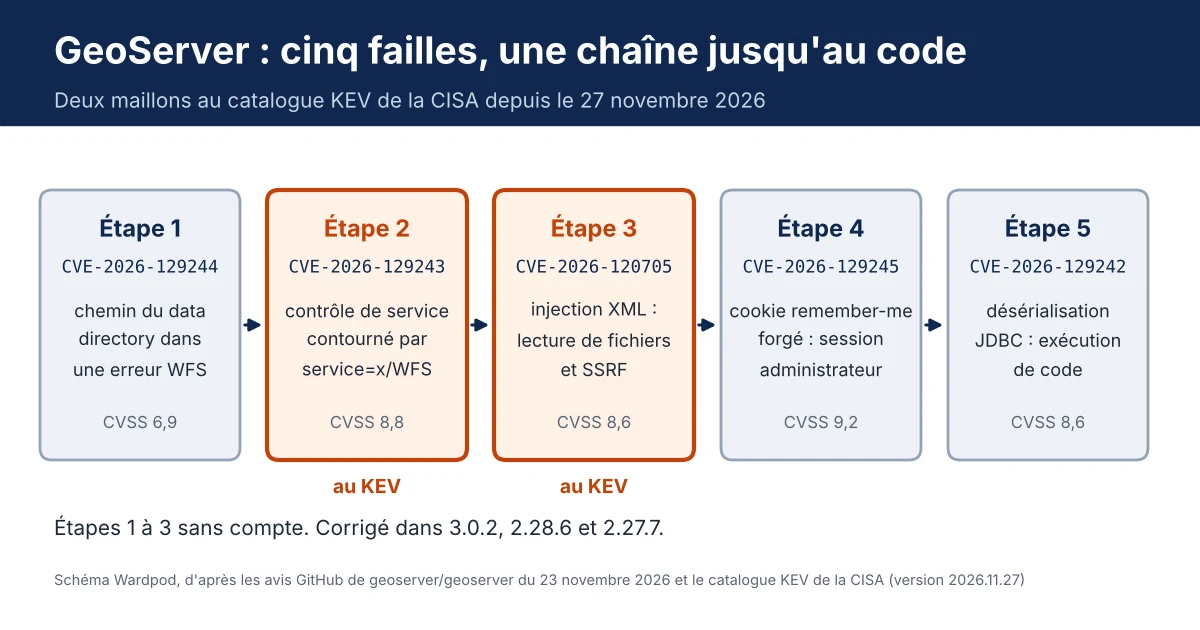 GeoServer : cinq failles, une chaîne jusqu'au code
Deux maillons au catalogue KEV de la CISA depuis le 27 novembre 2026
Étape 1
CVE-2026-129244
chemin du data
directory dans
une erreur WFS
CVSS 6,9
Étape 2
CVE-2026-129243
contrôle de service
contourné par
service=x/WFS
CVSS 8,8
au KEV
Étape 3
CVE-2026-120705
injection XML :
lecture de fichiers
et SSRF
CVSS 8,6
au KEV
Étape 4
CVE-2026-129245
cookie remember-me
forgé : session
administrateur
CVSS 9,2
Étape 5
CVE-2026-129242
désérialisation
JDBC : exécution
de code
CVSS 8,6
Étapes 1 à 3 sans compte. Corrigé dans 3.0.2, 2.28.6 et 2.27.7.
Schéma Wardpod, d'après les avis GitHub de geoserver/geoserver du 23 novembre 2026 et le catalogue KEV de la CISA (version 2026.11.27)